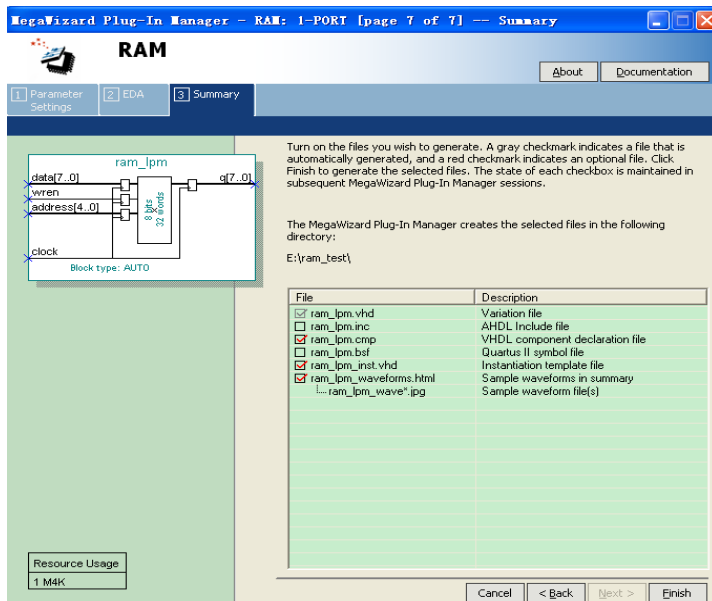 MegaWizard Plug-In Manager - RAM: 1-PORT [page 7 of 7] -- Summary
RAM
About
Documentation
1 Parameter Settings
2 EDA
3 Summary
Turn on the files you wish to generate. A gray checkmark indicates a file that is
automatically generated, and a red checkmark indicates an optional file. Click
Finish to generate the selected files. The state of each checkbox is maintained in
subsequent MegaWizard Plug-In Manager sessions.
The MegaWizard Plug-In Manager creates the selected files in the following
directory:
E:\ram_test\
ram_lpm
data[7..0]
q[7..0]
wren
address[4..0]
8 bits
32 words
clock
Block type: AUTO
File Description
ram_lpm.vhd Variation file
ram_lpm.inc AHDL Include file
ram_lpm.cmp VHDL component declaration file
ram_lpm.bsf Quartus II symbol file
ram_lpm_inst.vhd Instantiation template file
ram_lpm_waveforms.html Sample waveforms in summary
ram_lpm_wave*.jpg Sample waveform file(s)
Resource Usage
1 M4K
Cancel
< Back
Next >
Finish